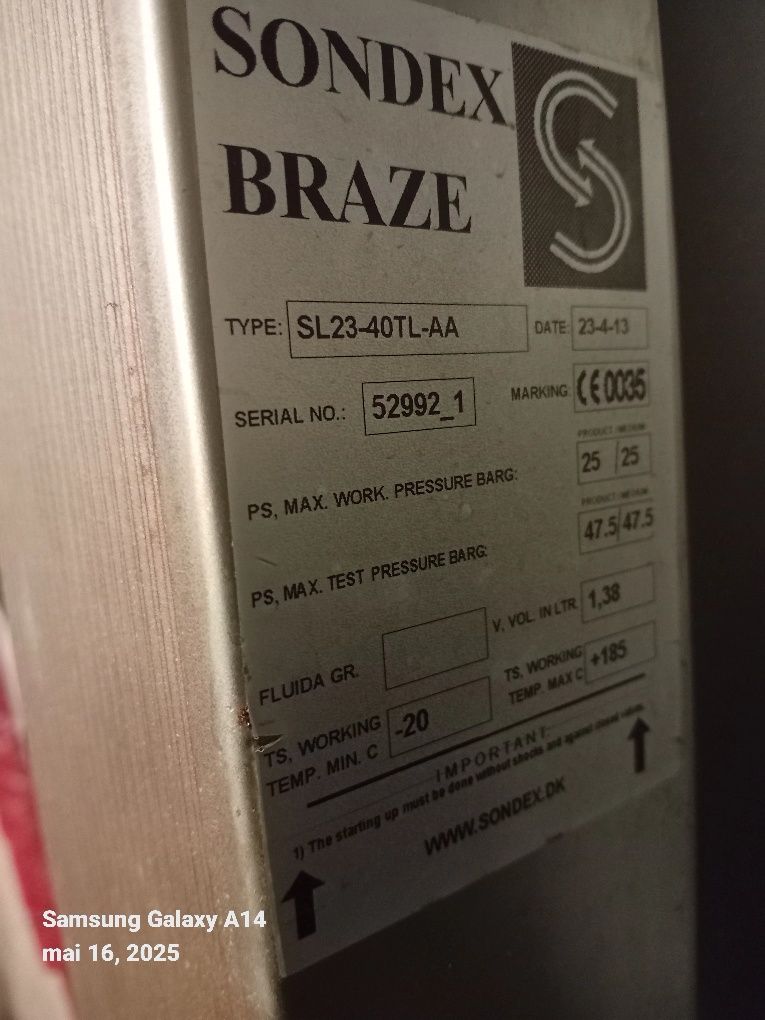 SONDEX
BRAZE
TYPE: SL23-40TL-AA DATE: 23-4-13
SERIAL NO.: 52992_1 MARKING: CE 0035
PRODUCT / MEDIUM
PS, MAX. WORK. PRESSURE BARG: 25 / 25
PRODUCT / MEDIUM
PS, MAX. TEST PRESSURE BARG: 47.5/47.5
FLUIDA GR. V, VOL. IN LTR. 1,38
TS, WORKING TEMP. MIN. C -20
TS, WORKING TEMP. MAX C +185
IMPORTANT:
1) The starting up must be done without shocks and against closed valves.
WWW.SONDEX.DK
Samsung Galaxy A14
mai 16, 2025